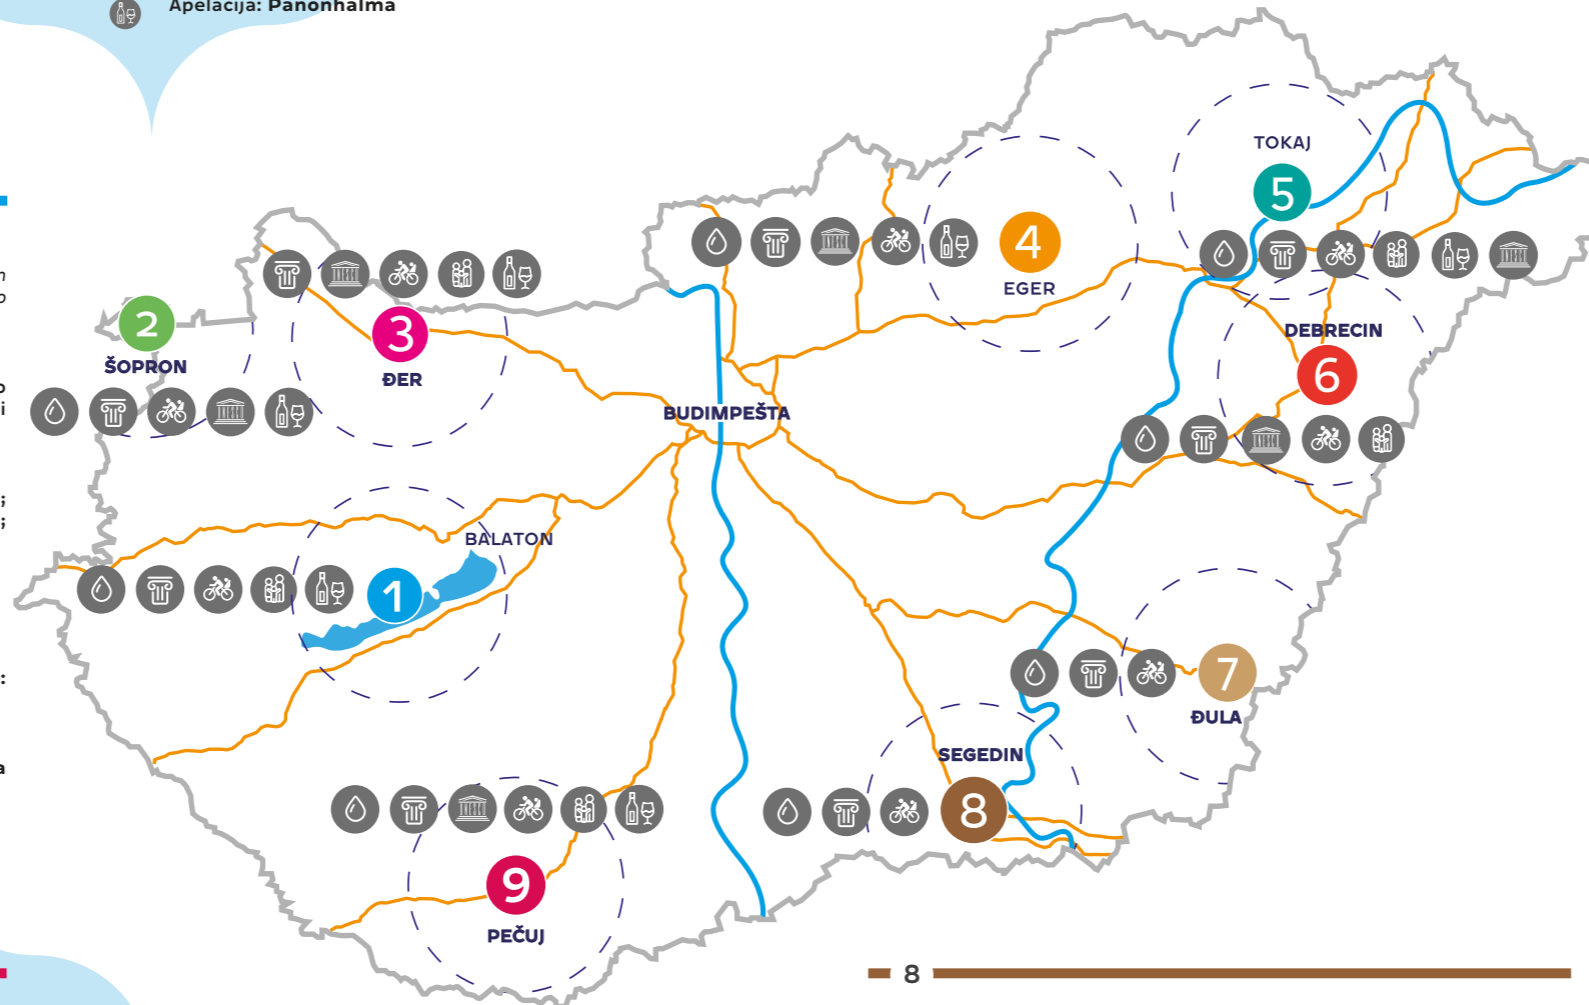 Apelacija: Panonhalma
TOKAJ
5
4
EGER
2
ŠOPRON
3
ĐER
DEBRECIN
6
BUDIMPEŠTA
BALATON
1
7
ĐULA
SEGEDIN
8
9
PEČUJ
8